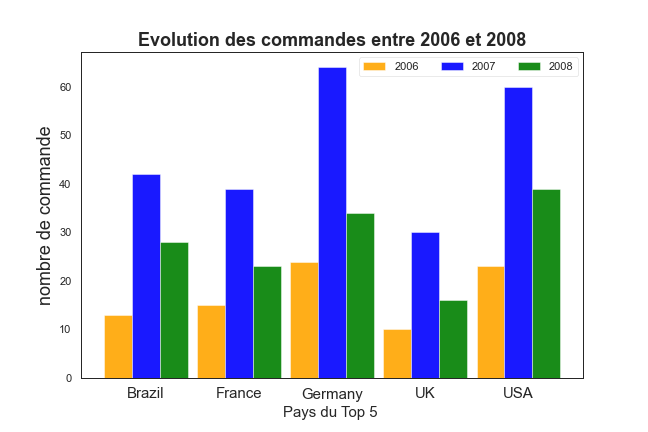 Evolution des commandes entre 2006 et 2008
2006 2007 2008
nombre de commande
60
50
40
30
20
10
0
Brazil France Germany UK USA
Pays du Top 5